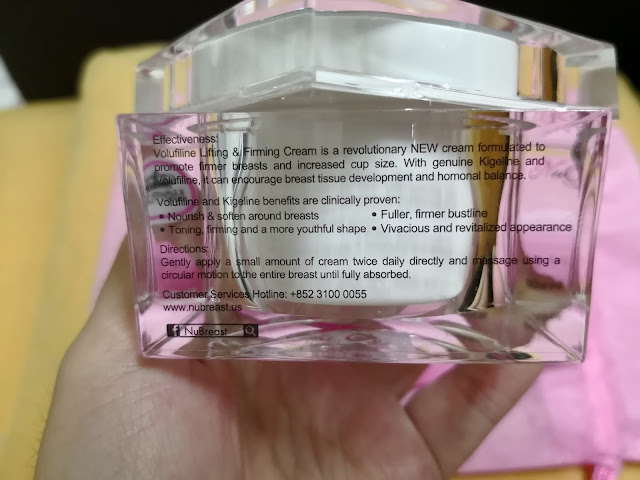 Effectiveness:
Volufiline Lifting & Firming Cream is a revolutionary NEW cream formulated to
promote firmer breasts and increased cup size. With genuine Kigeline and
Volufiline, it can encourage breast tissue development and hormonal balance.
Volufiline and Kigeline benefits are clinically proven:
• Nourish & soften around breasts • Fuller, firmer bustline
• Toning, firming and a more youthful shape • Vivacious and revitalized appearance
Directions:
Gently apply a small amount of cream twice daily directly and massage using a
circular motion to the entire breast until fully absorbed.
Customer Services Hotline: +852 3100 0055
www.nubreast.us
f NuBreast